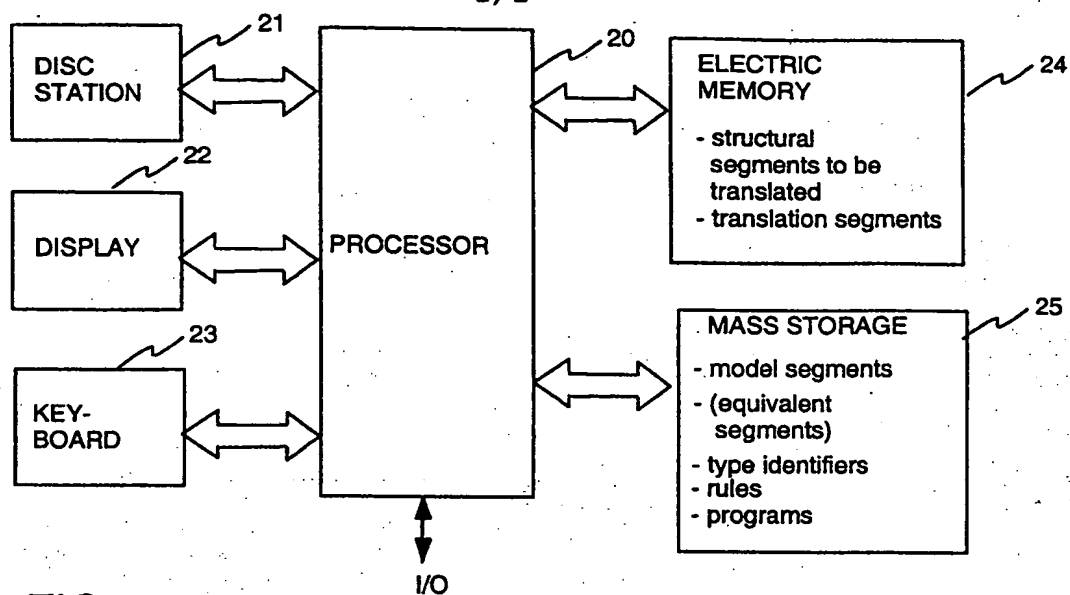 21
DISC
STATION
22
DISPLAY
23
KEY-
BOARD
20
PROCESSOR
I/O
24
ELECTRIC
MEMORY
- structural
segments to be
translated
- translation segments
25
MASS STORAGE
- model segments
- (equivalent
segments)
- type identifiers
- rules
- programs